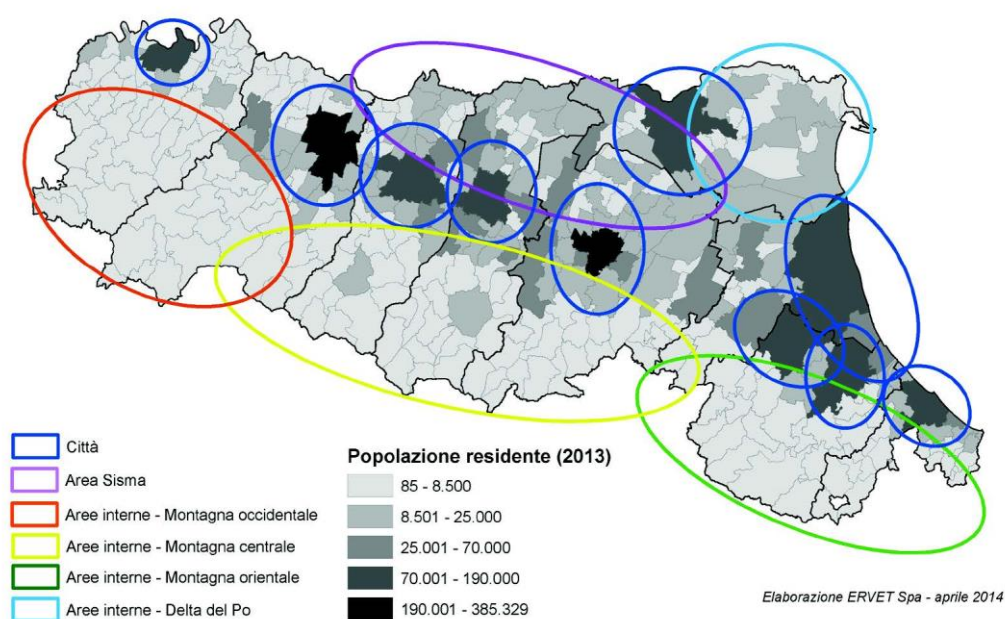 Città
Area Sisma
Aree interne - Montagna occidentale
Aree interne - Montagna centrale
Aree interne - Montagna orientale
Aree interne - Delta del Po
Popolazione residente (2013)
85 - 8.500
8.501 - 25.000
25.001 - 70.000
70.001 - 190.000
190.001 - 385.329
Elaborazione ERVET Spa - aprile 2014